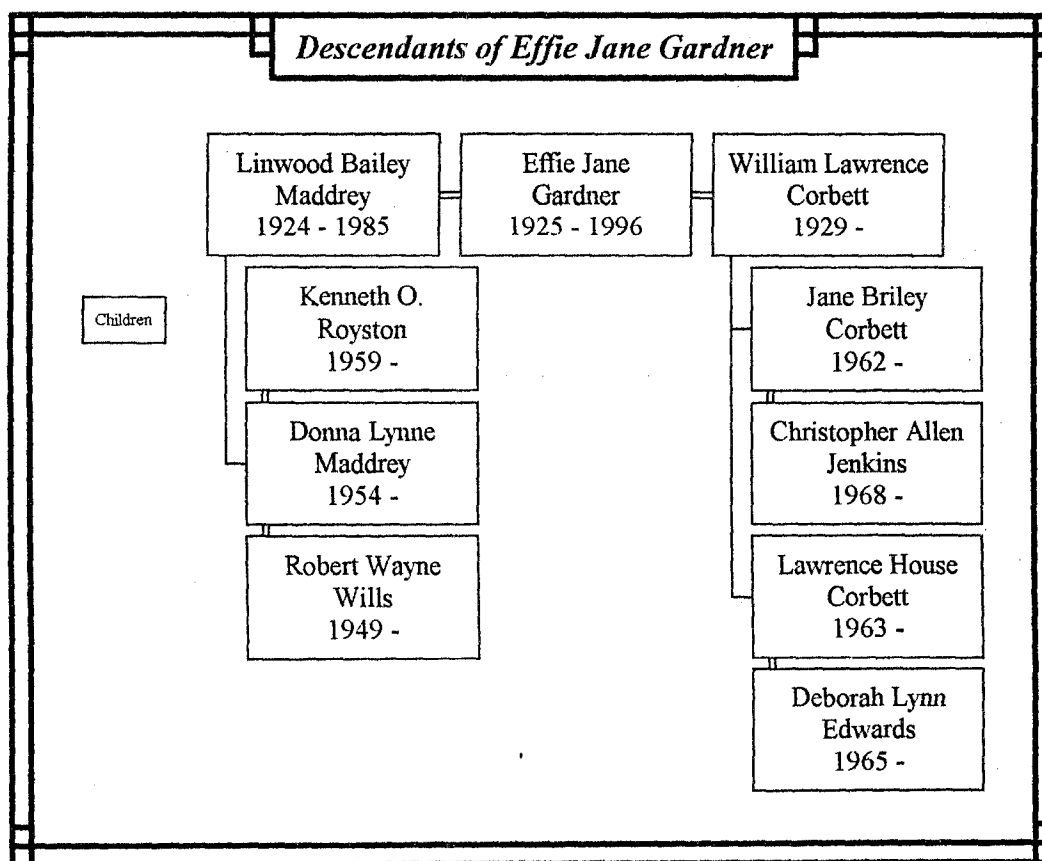 Descendants of Effie Jane Gardner
Linwood Bailey
Maddrey
1924 - 1985
Effie Jane
Gardner
1925 - 1996
William Lawrence
Corbett
1929 -
Children
Kenneth O.
Royston
1959 -
Donna Lynne
Maddrey
1954 -
Robert Wayne
Wills
1949 -
Jane Briley
Corbett
1962 -
Christopher Allen
Jenkins
1968 -
Lawrence House
Corbett
1963 -
Deborah Lynn
Edwards
1965 -